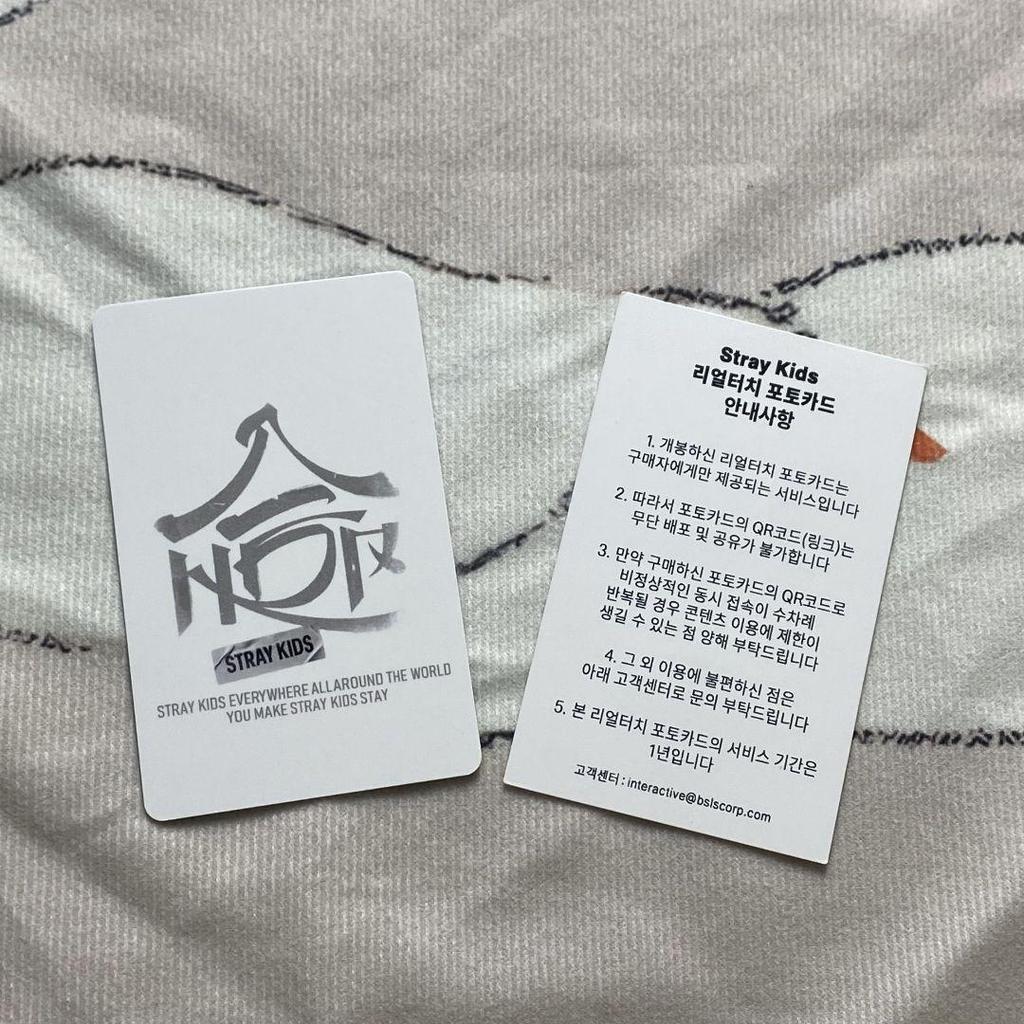 STRAY KIDS
STRAY KIDS EVERYWHERE ALL AROUND THE WORLD
YOU MAKE STRAY KIDS STAY
Stray Kids
리얼터치 포토카드
안내사항
1. 개봉하신 리얼터치 포토카드는
구매자에게만 제공되는 서비스입니다
2. 따라서 포토카드의 QR코드(링크)는
무단 배포 및 공유가 불가합니다
3. 만약 구매하신 포토카드의 QR코드로
비정상적인 동시 접속이 수차례
반복될 경우 콘텐츠 이용에 제한이
생길 수 있는 점 양해 부탁드립니다
4. 그 외 이용에 불편하신 점은
아래 고객센터로 문의 부탁드립니다
5. 본 리얼터치 포토카드의 서비스 기간은
1년입니다
고객센터 : interactive@bslscorp.com